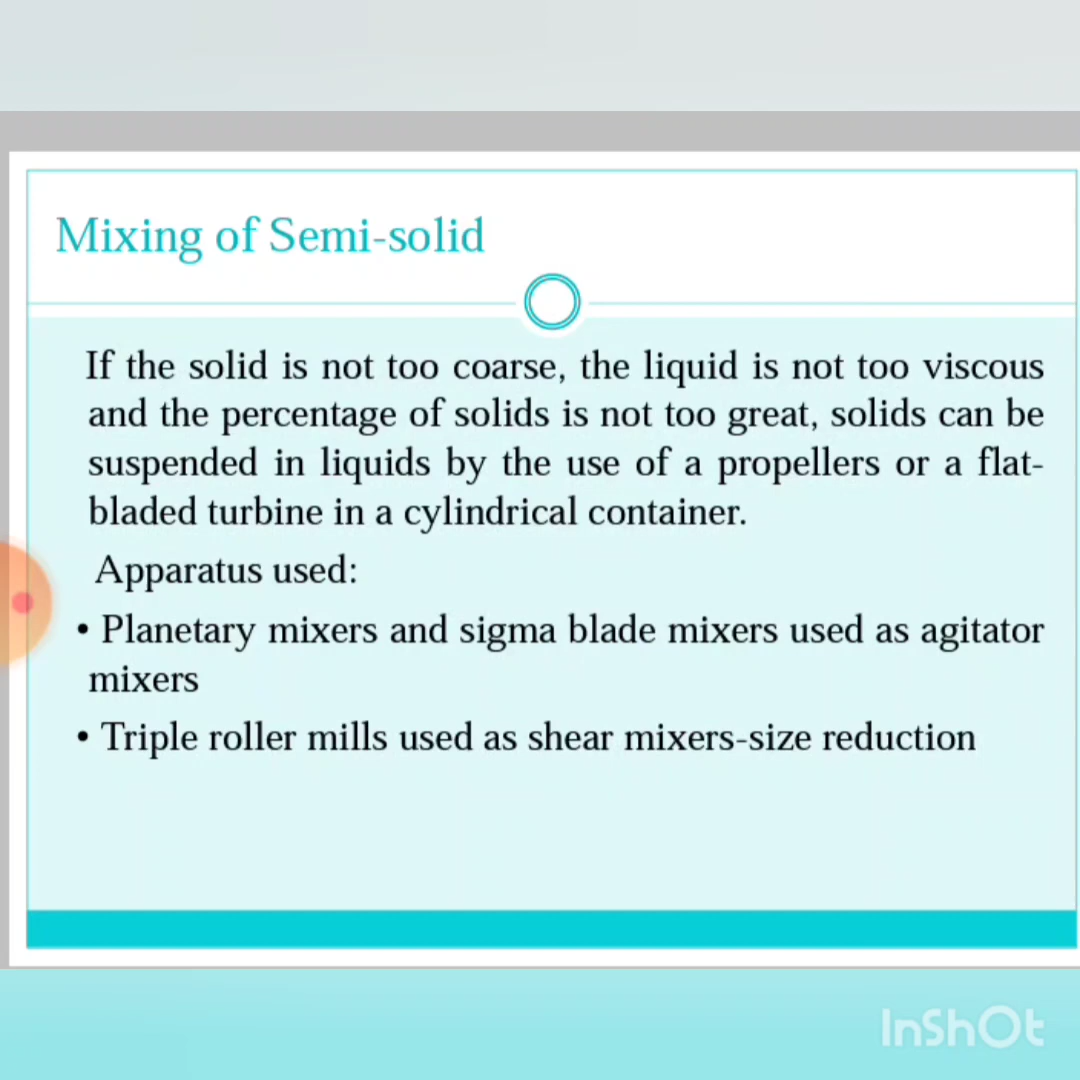 Mixing of Semi-solid
If the solid is not too coarse, the liquid is not too viscous
and the percentage of solids is not too great, solids can be
suspended in liquids by the use of a propellers or a flat-
bladed turbine in a cylindrical container.
Apparatus used:
• Planetary mixers and sigma blade mixers used as agitator
mixers
• Triple roller mills used as shear mixers-size reduction
InShOt